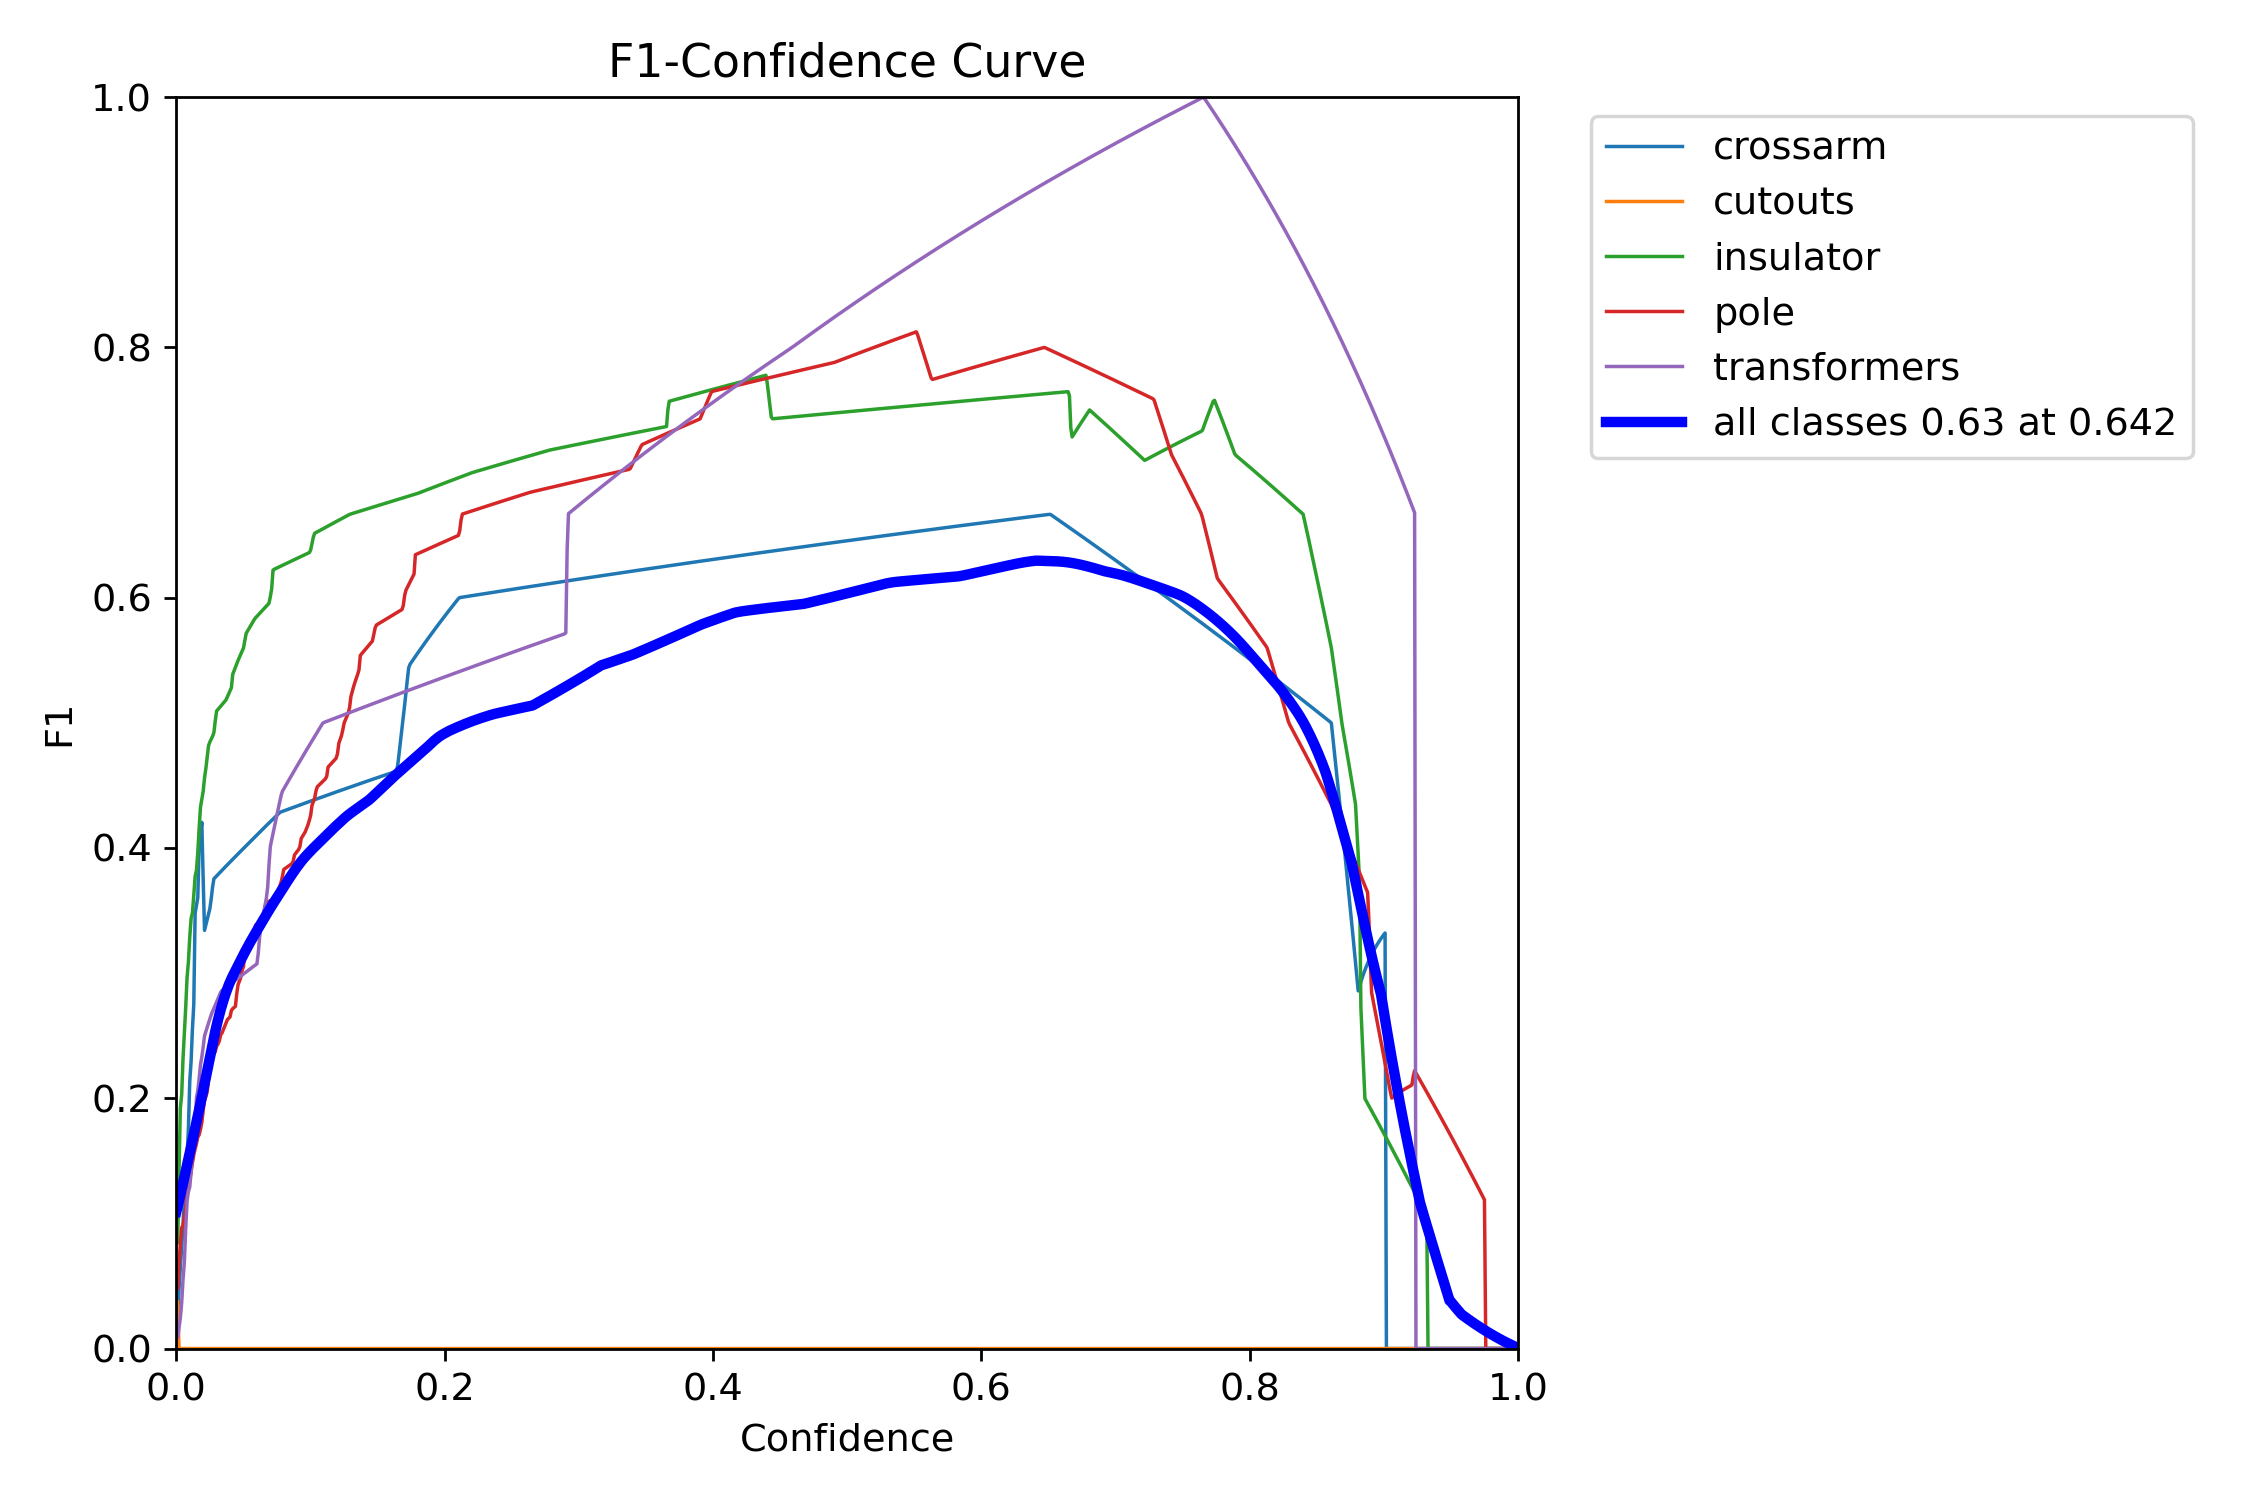 F1-Confidence Curve
1.0
0.8
0.6
0.4
0.2
0.0
F1
0.0 0.2 0.4 0.6 0.8 1.0
Confidence
crossarm
cutouts
insulator
pole
transformers
all classes 0.63 at 0.642